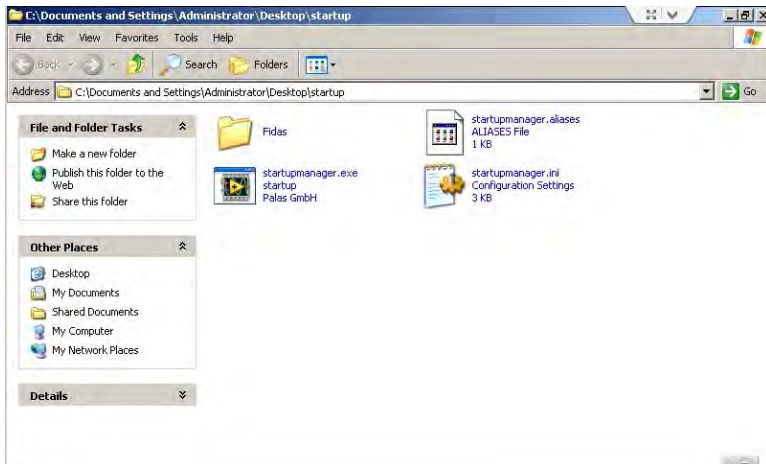 C:\Documents and Settings\Administrator\Desktop\startup
File Edit View Favorites Tools Help
Back Search Folders
Address C:\Documents and Settings\Administrator\Desktop\startup Go
File and Folder Tasks
Make a new folder
Publish this folder to the
Web
Share this folder
Other Places
Desktop
My Documents
Shared Documents
My Computer
My Network Places
Details
Fidas
startupmanager.exe
startup
Palas GmbH
startupmanager.aliases
ALIASES File
1 KB
startupmanager.ini
Configuration Settings
3 KB